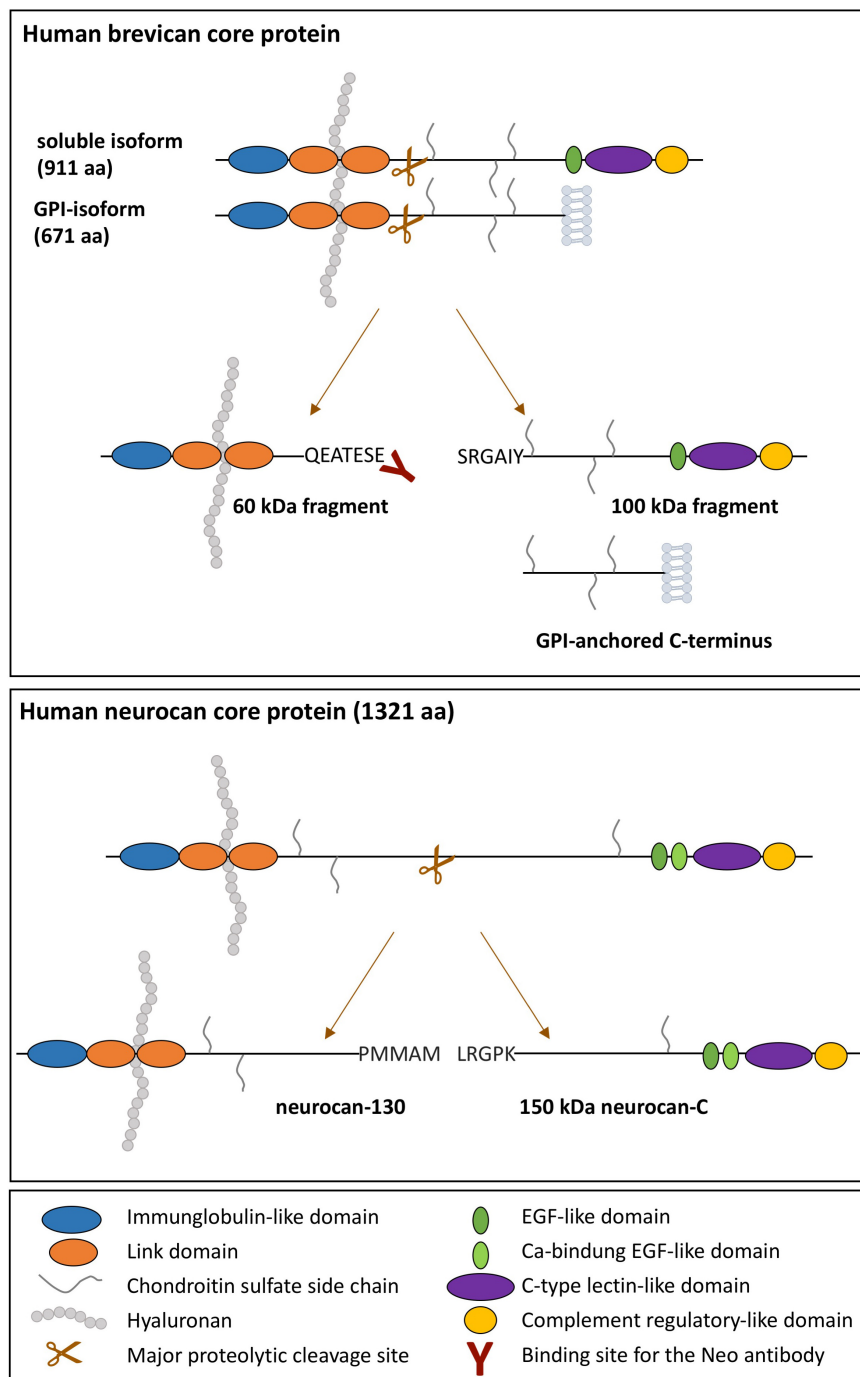 Human brevican core protein
soluble isoform
(911 aa)
GPI-isoform
(671 aa)
QEATESE
SRGAIY
60 kDa fragment
100 kDa fragment
GPI-anchored C-terminus
Human neurocan core protein (1321 aa)
PMMAM
LRGPK
neurocan-130
150 kDa neurocan-C
Immunglobulin-like domain
EGF-like domain
Link domain
Ca-bindung EGF-like domain
Chondroitin sulfate side chain
C-type lectin-like domain
Hyaluronan
Complement regulatory-like domain
Major proteolytic cleavage site
Binding site for the Neo antibody